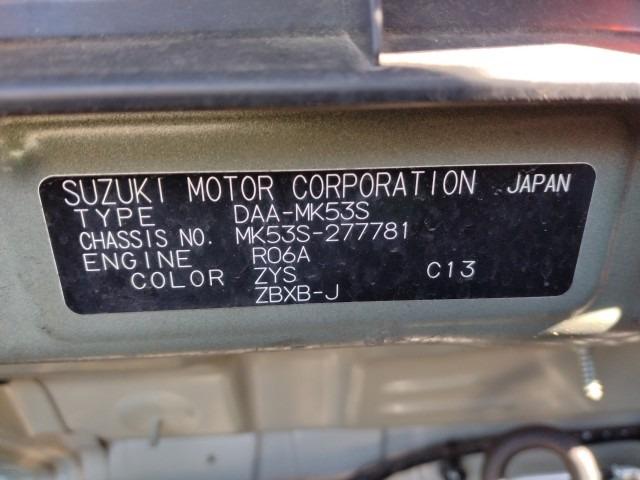 SUZUKI MOTOR CORPORATION JAPAN
TYPE DAA-MK53S
CHASSIS NO. MK53S-277781
ENGINE R06A
COLOR ZYS C13
ZBXB-J